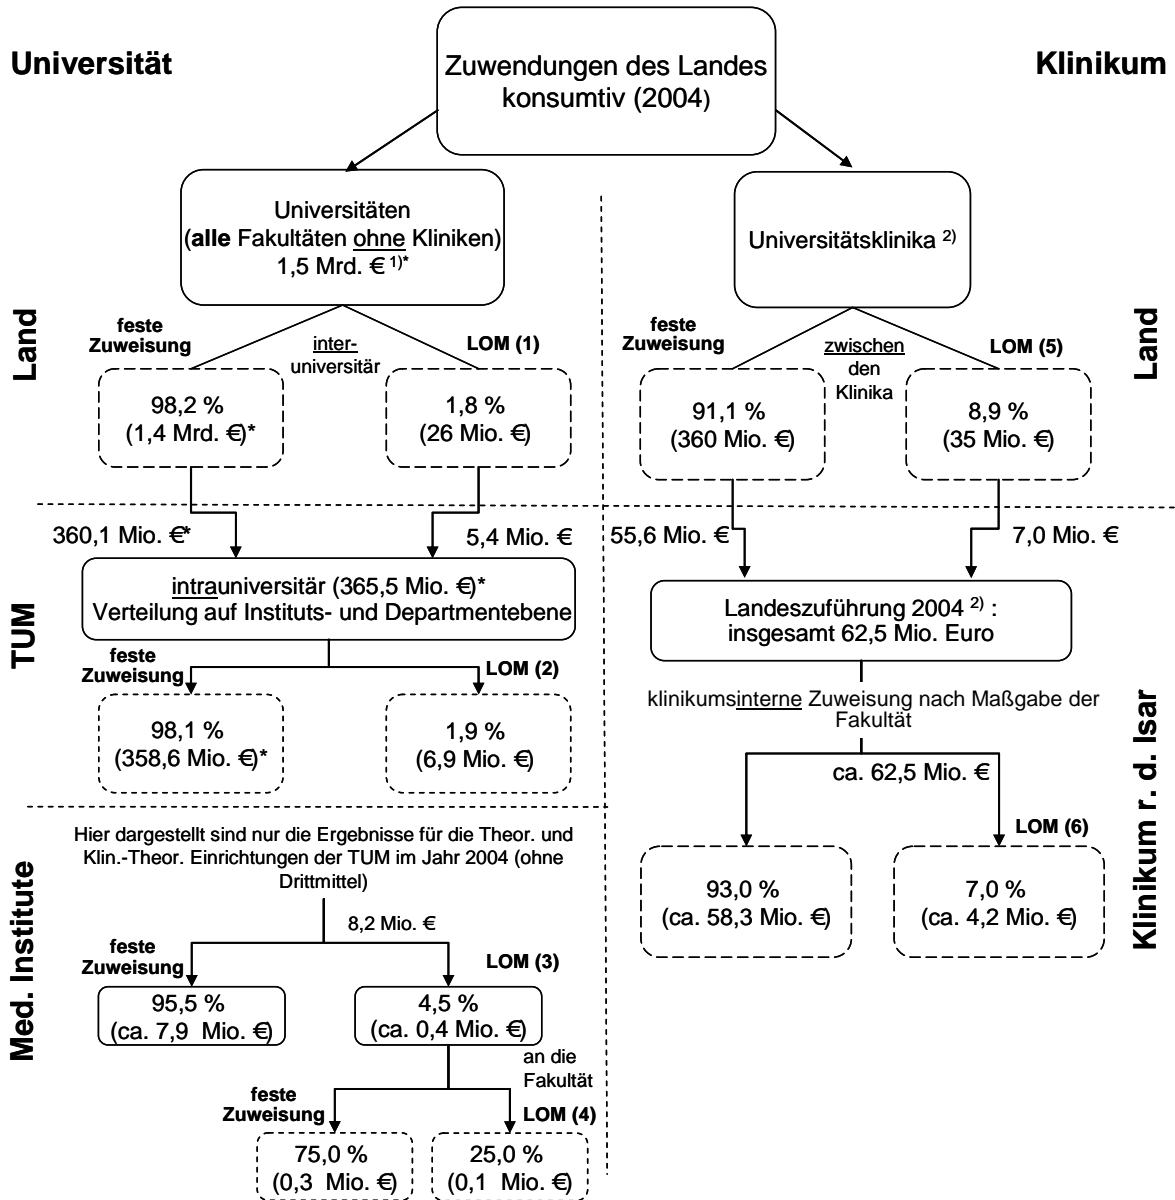 Universität
Zuwendungen des Landes
konsumtiv (2004)
Klinikum
Universitäten
(alle Fakultäten ohne Kliniken)
1,5 Mrd. € 1)*
Universitätsklinika 2)
Land
feste
Zuweisung
inter-
universitär
LOM (1)
98,2 %
(1,4 Mrd. €)*
1,8 %
(26 Mio. €)
feste
Zuweisung
zwischen
den
Klinika
LOM (5)
91,1 %
(360 Mio. €)
8,9 %
(35 Mio. €)
Land
360,1 Mio. €*
5,4 Mio. €
TUM
intrauniversitär (365,5 Mio. €)*
Verteilung auf Instituts- und Departmentebene
feste
Zuweisung
LOM (2)
98,1 %
(358,6 Mio. €)*
1,9 %
(6,9 Mio. €)
55,6 Mio. €
7,0 Mio. €
Landeszuführung 2004 2) :
insgesamt 62,5 Mio. Euro
klinikumsinterne Zuweisung nach Maßgabe der
Fakultät
ca. 62,5 Mio. €
LOM (6)
93,0 %
(ca. 58,3 Mio. €)
7,0 %
(ca. 4,2 Mio. €)
Klinikum r. d. Isar
Med. Institute
Hier dargestellt sind nur die Ergebnisse für die Theor. und
Klin.-Theor. Einrichtungen der TUM im Jahr 2004 (ohne
Drittmittel)
8,2 Mio. €
feste
Zuweisung
LOM (3)
95,5 %
(ca. 7,9 Mio. €)
4,5 %
(ca. 0,4 Mio. €)
an die
Fakultät
feste
Zuweisung
LOM (4)
75,0 %
(0,3 Mio. €)
25,0 %
(0,1 Mio. €)